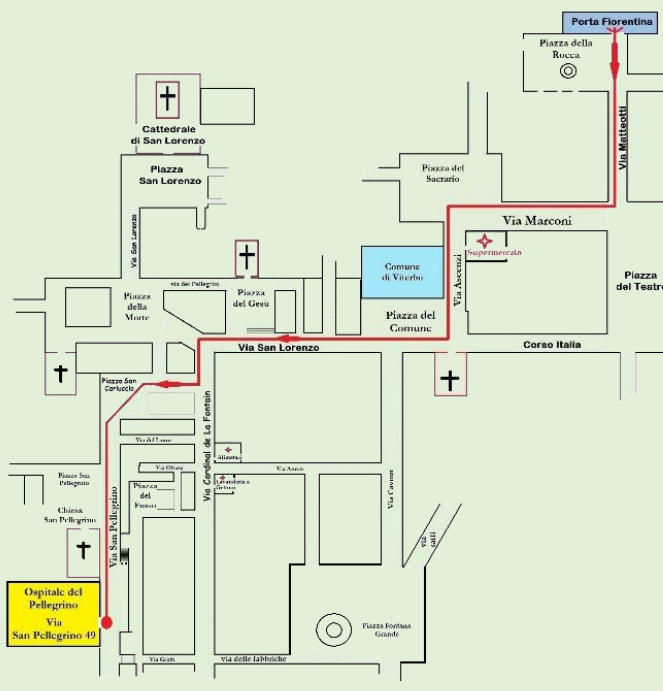 Porta Fiorentina
Piazza della
Rocca
Via Matteotti
Cattedrale
di San Lorenzo
Piazza
San Lorenzo
Piazza del
Sacrario
Via Marconi
Via San Lorenzo
Supermercato
Comune
di Viterbo
Via Ascenzi
Piazza
del Teatro
via dei Pellegrini
Piazza
della
Morte
Piazza
del Gesù
Piazza del
Comune
Via San Lorenzo
Corso Italia
Piazza San
Carluccio
Via Cardinal de La Fontain
Via del Lauro
Alimetari
Via Ottusa
Via Annio
Piazza San
Pellegrino
Piazza
del
Fosso
Lavanderia a
Gettoni
Via Cavour
Chiesa
San Pellegrino
Via San Pellegrino
via
saffi
Ospitale del
Pellegrino
Via
San Pellegrino 49
Piazza Fontana
Grande
Via delle fabbriche